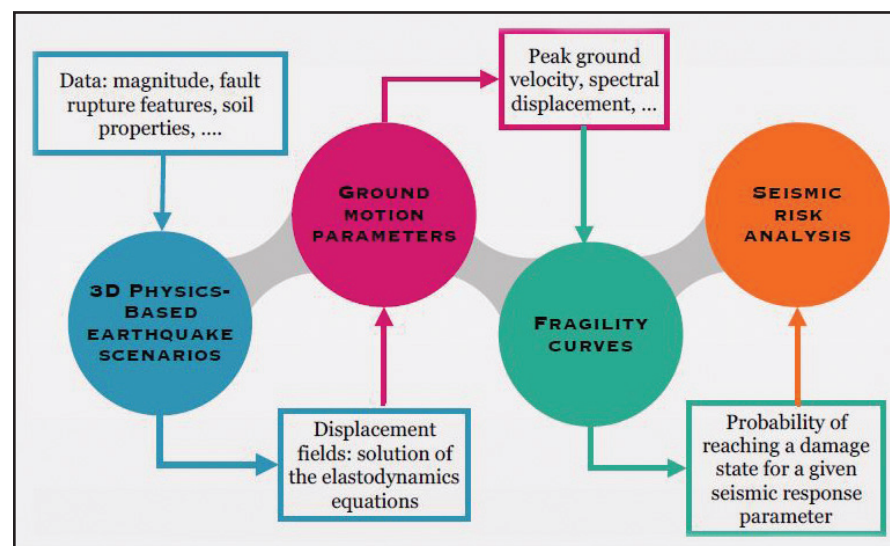 Data: magnitude, fault
rupture features, soil
properties, ....
3D Physics-
Based
earthquake
scenarios
Displacement
fields: solution of
the elastodynamics
equations
Ground
motion
parameters
Peak ground
velocity, spectral
displacement, ...
Fragility
curves
Probability of
reaching a damage
state for a given
seismic response
parameter
Seismic
risk
analysis